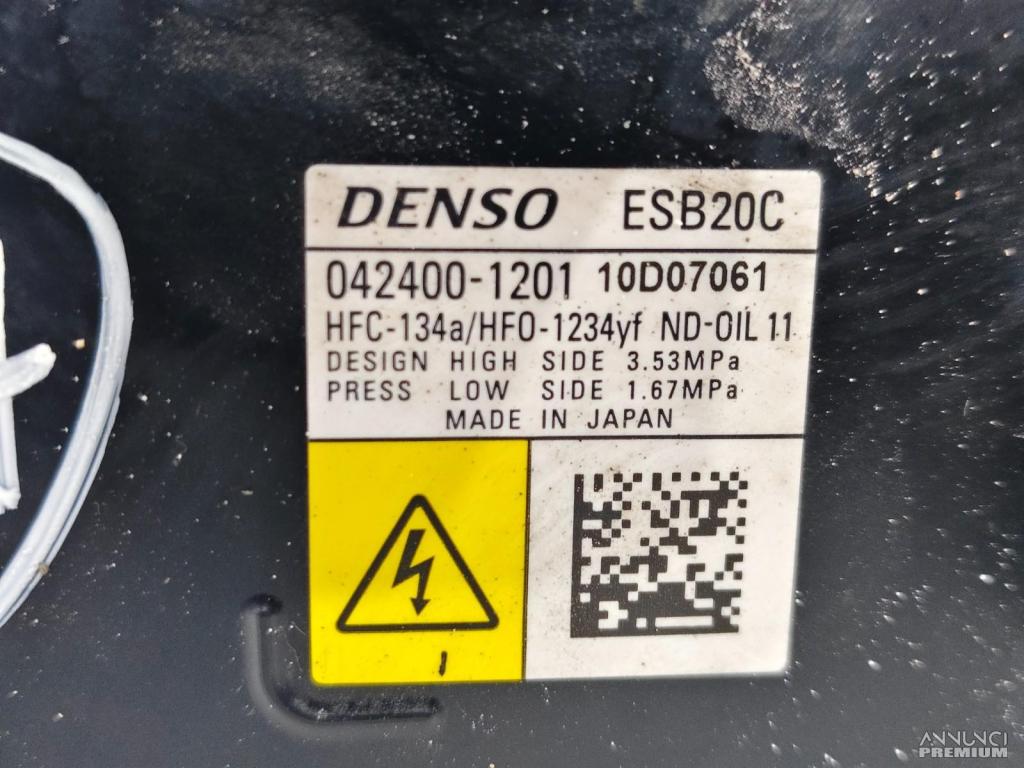 DENSO ESB20C
042400-1201 10D07061
HFC-134a/HFO-1234yf ND-OIL 11
DESIGN HIGH SIDE 3.53MPa
PRESS LOW SIDE 1.67MPa
MADE IN JAPAN
1
ANNUNCI
PREMIUM